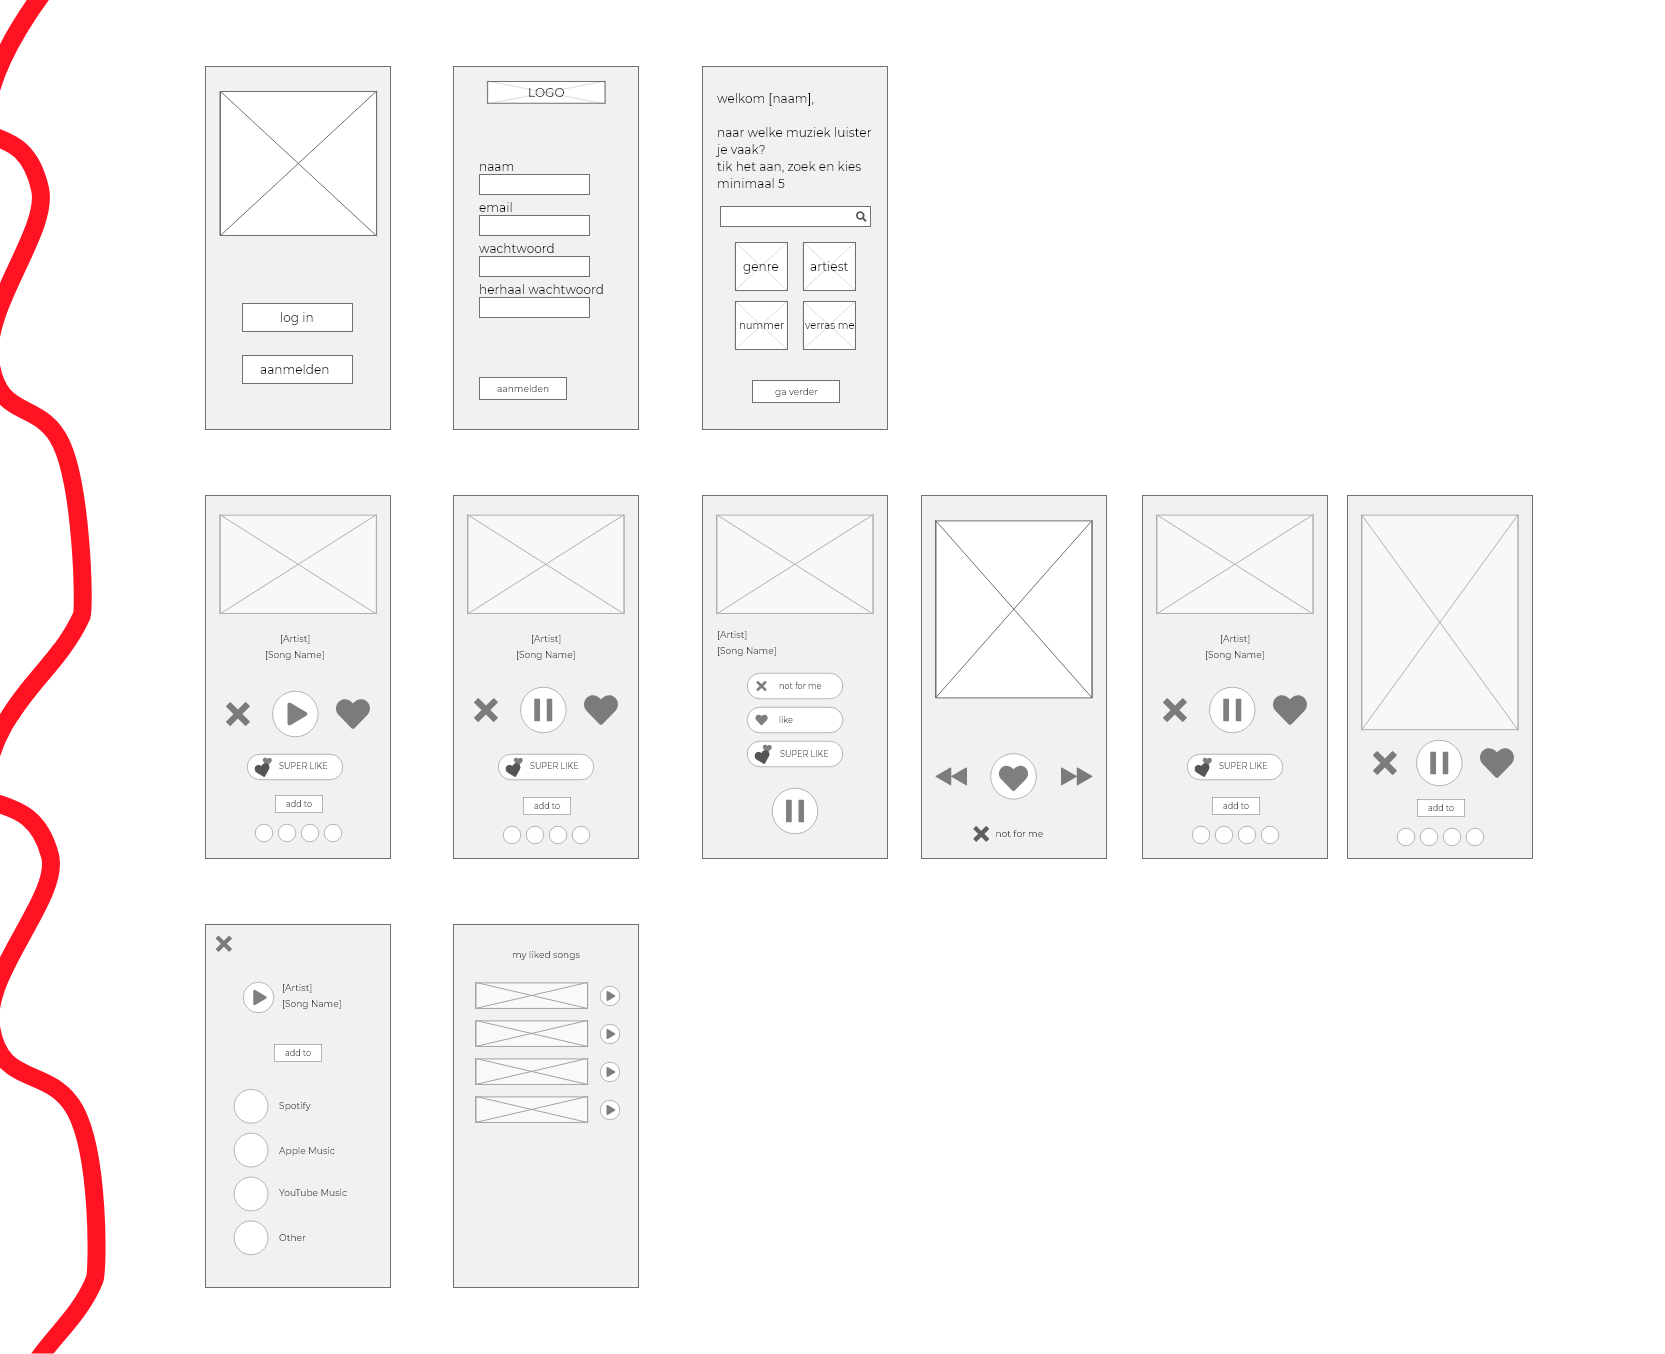 log in
aanmelden
LOGO
naam
email
wachtwoord
herhaal wachtwoord
aanmelden
welkom [naam],
naar welke muziek luister
je vaak?
tik het aan, zoek en kies
minimaal 5
genre
artiest
nummer
verras me
ga verder
[Artist]
[Song Name]
SUPER LIKE
add to
[Artist]
[Song Name]
SUPER LIKE
add to
[Artist]
[Song Name]
not for me
like
SUPER LIKE
not for me
[Artist]
[Song Name]
SUPER LIKE
add to
add to
[Artist]
[Song Name]
add to
Spotify
Apple Music
YouTube Music
Other
my liked songs